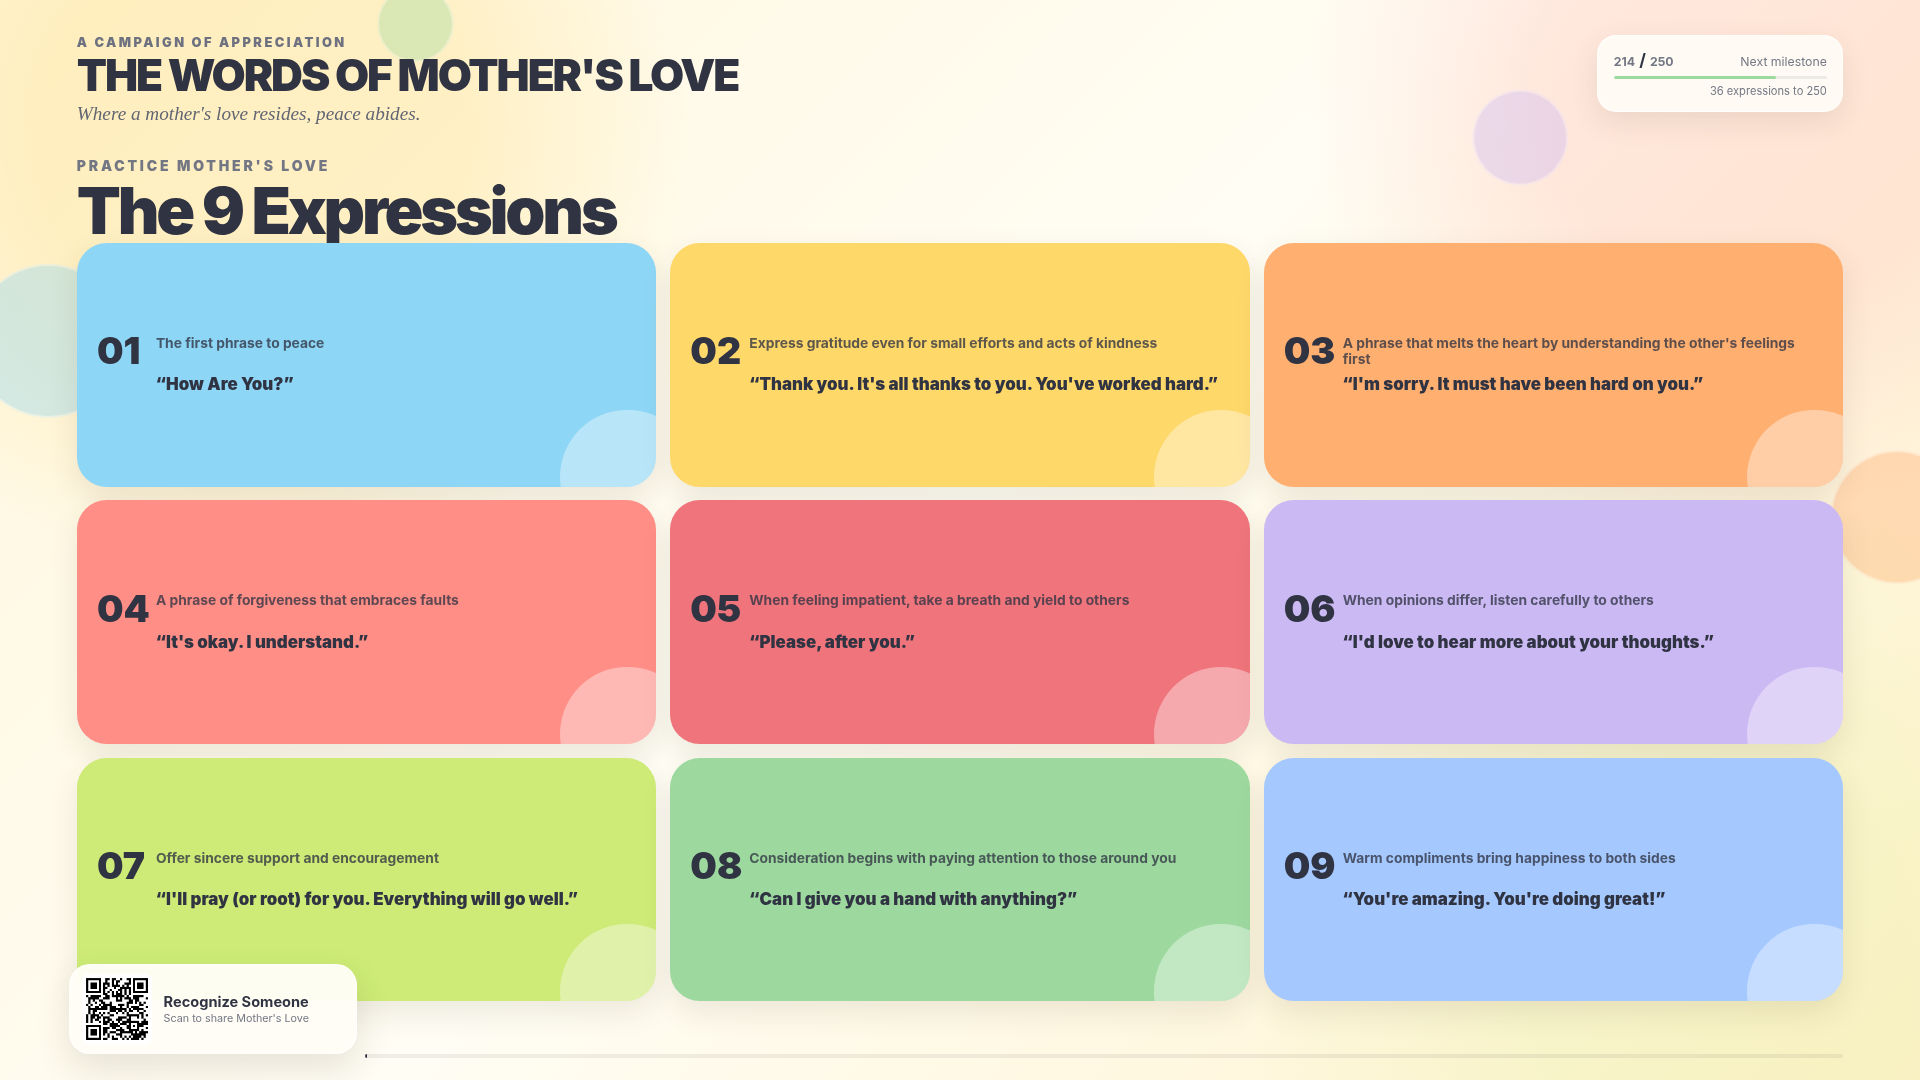 A CAMPAIGN OF APPRECIATION
THE WORDS OF MOTHER'S LOVE
Where a mother's love resides, peace abides.
214 / 250 Next milestone
36 expressions to 250
PRACTICE MOTHER'S LOVE
The 9 Expressions
01 The first phrase to peace
“How Are You?”
02 Express gratitude even for small efforts and acts of kindness
“Thank you. It's all thanks to you. You've worked hard.”
03 A phrase that melts the heart by understanding the other's feelings
first
“I'm sorry. It must have been hard on you.”
04 A phrase of forgiveness that embraces faults
“It's okay. I understand.”
05 When feeling impatient, take a breath and yield to others
“Please, after you.”
06 When opinions differ, listen carefully to others
“I'd love to hear more about your thoughts.”
07 Offer sincere support and encouragement
“I'll pray (or root) for you. Everything will go well.”
08 Consideration begins with paying attention to those around you
“Can I give you a hand with anything?”
09 Warm compliments bring happiness to both sides
“You're amazing. You're doing great!”
Recognize Someone
Scan to share Mother's Love